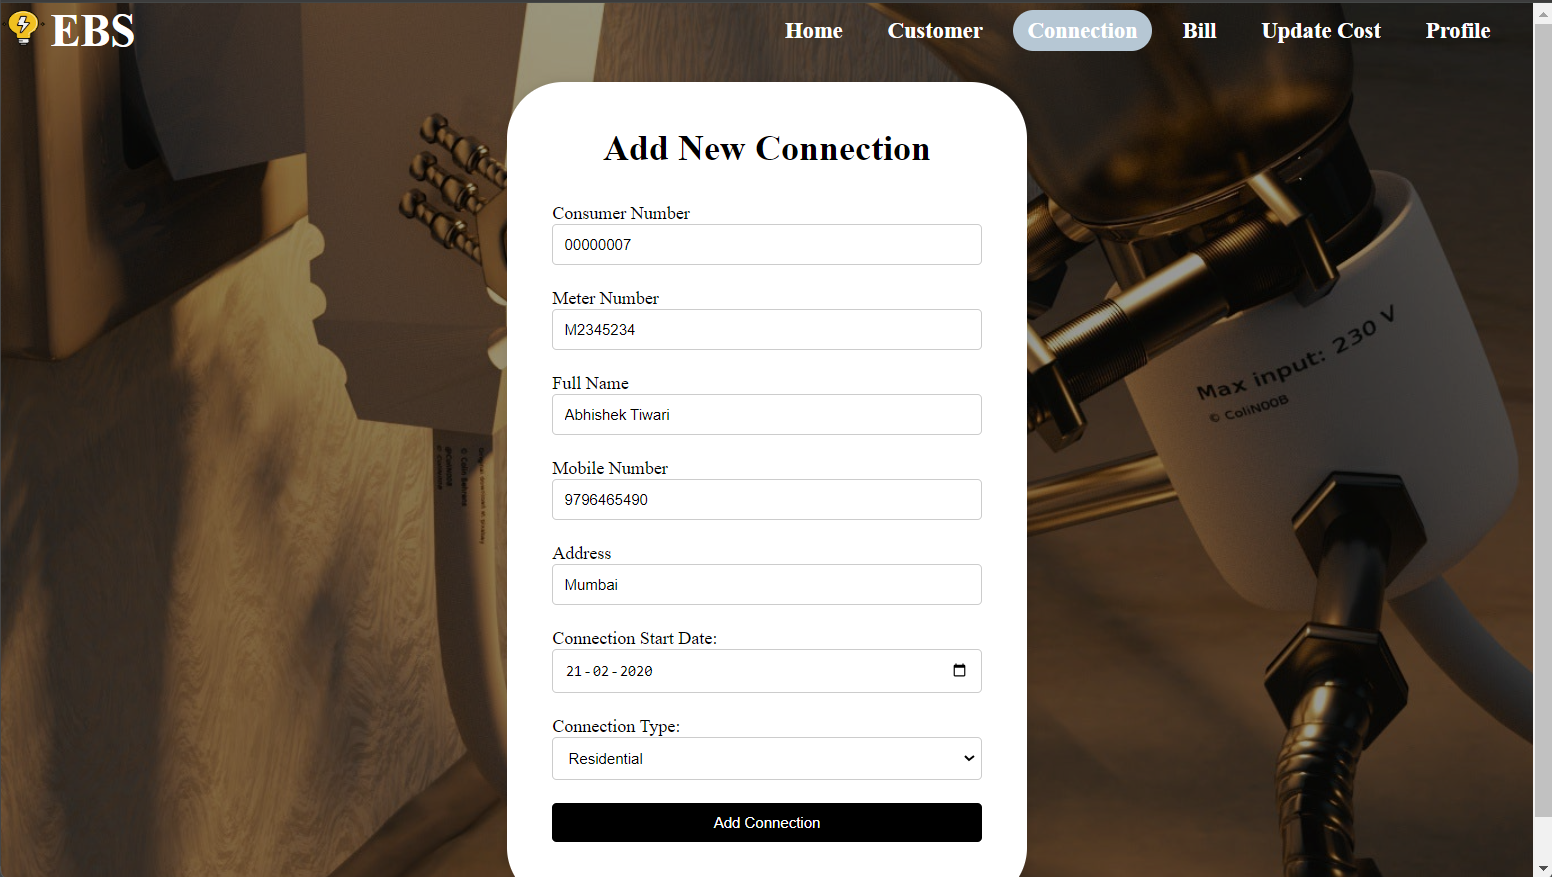 EBS
Home Customer Connection Bill Update Cost Profile
Add New Connection
Consumer Number
00000007
Meter Number
M2345234
Full Name
Abhishek Tiwari
Mobile Number
9796465490
Address
Mumbai
Connection Start Date:
21-02-2020
Connection Type:
Residential
Add Connection
Max input: 230 V
© ColiN00B